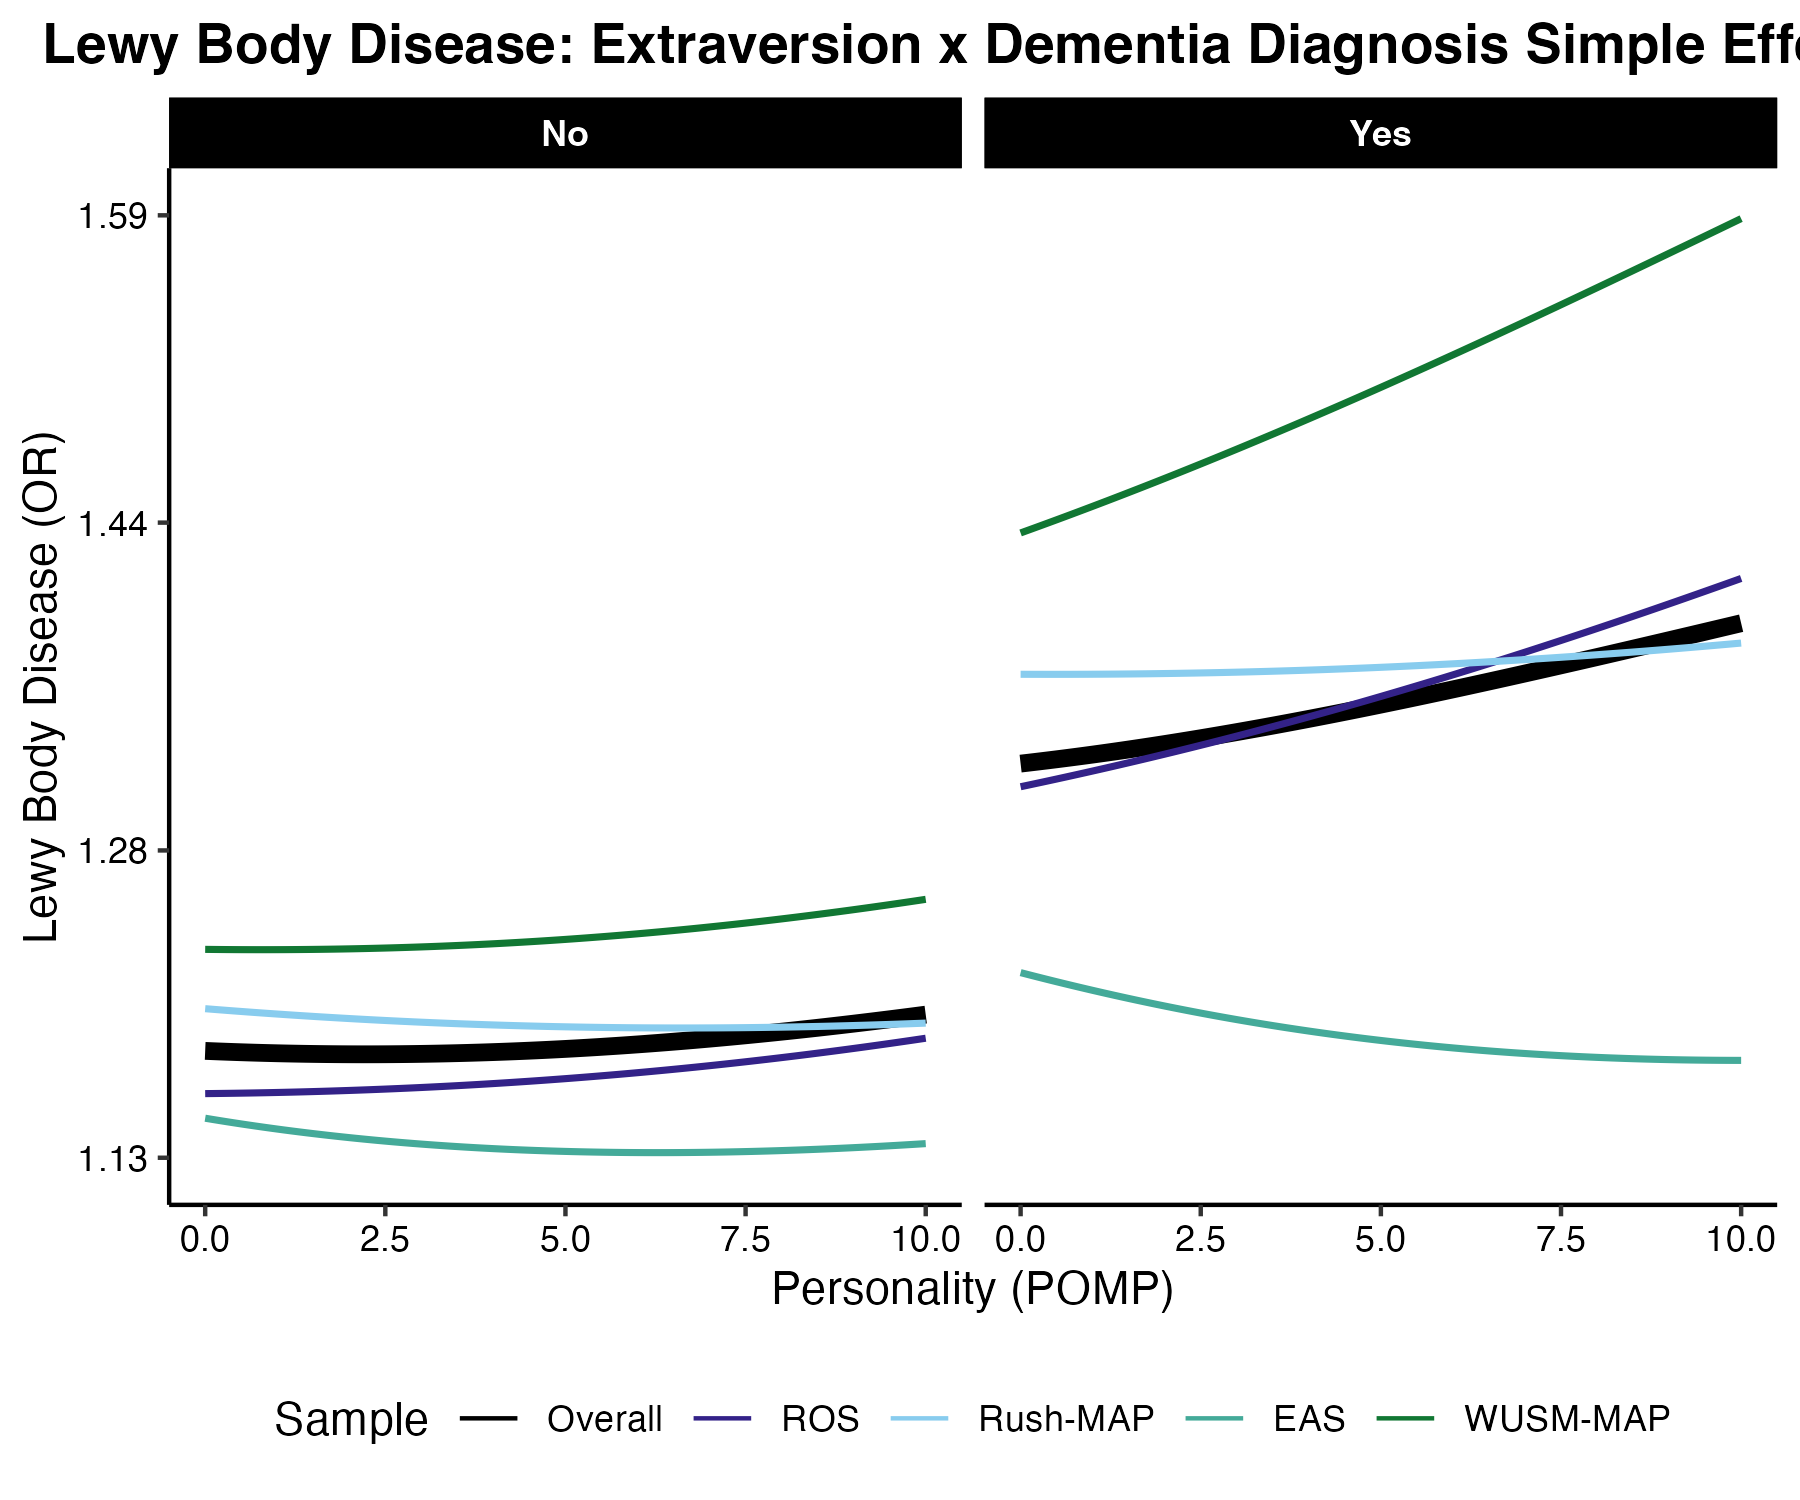 Lewy Body Disease: Extraversion x Dementia Diagnosis Simple
No Yes
1.59
1.44
1.28
1.13
Lewy Body Disease (OR)
0.0 2.5 5.0 7.5 10.0 0.0 2.5 5.0 7.5 10.0
Personality (POMP)
Sample Overall ROS Rush-MAP EAS WUSM-MAP